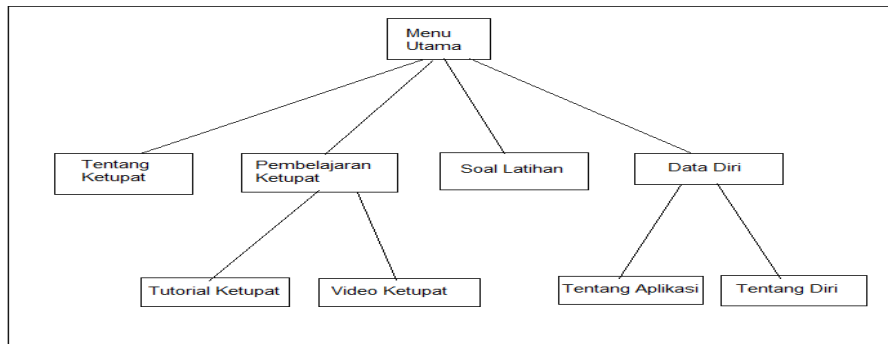 Menu
Utama
Tentang
Ketupat
Pembelajaran
Ketupat
Soal Latihan
Data Diri
Tutorial Ketupat
Video Ketupat
Tentang Aplikasi
Tentang Diri